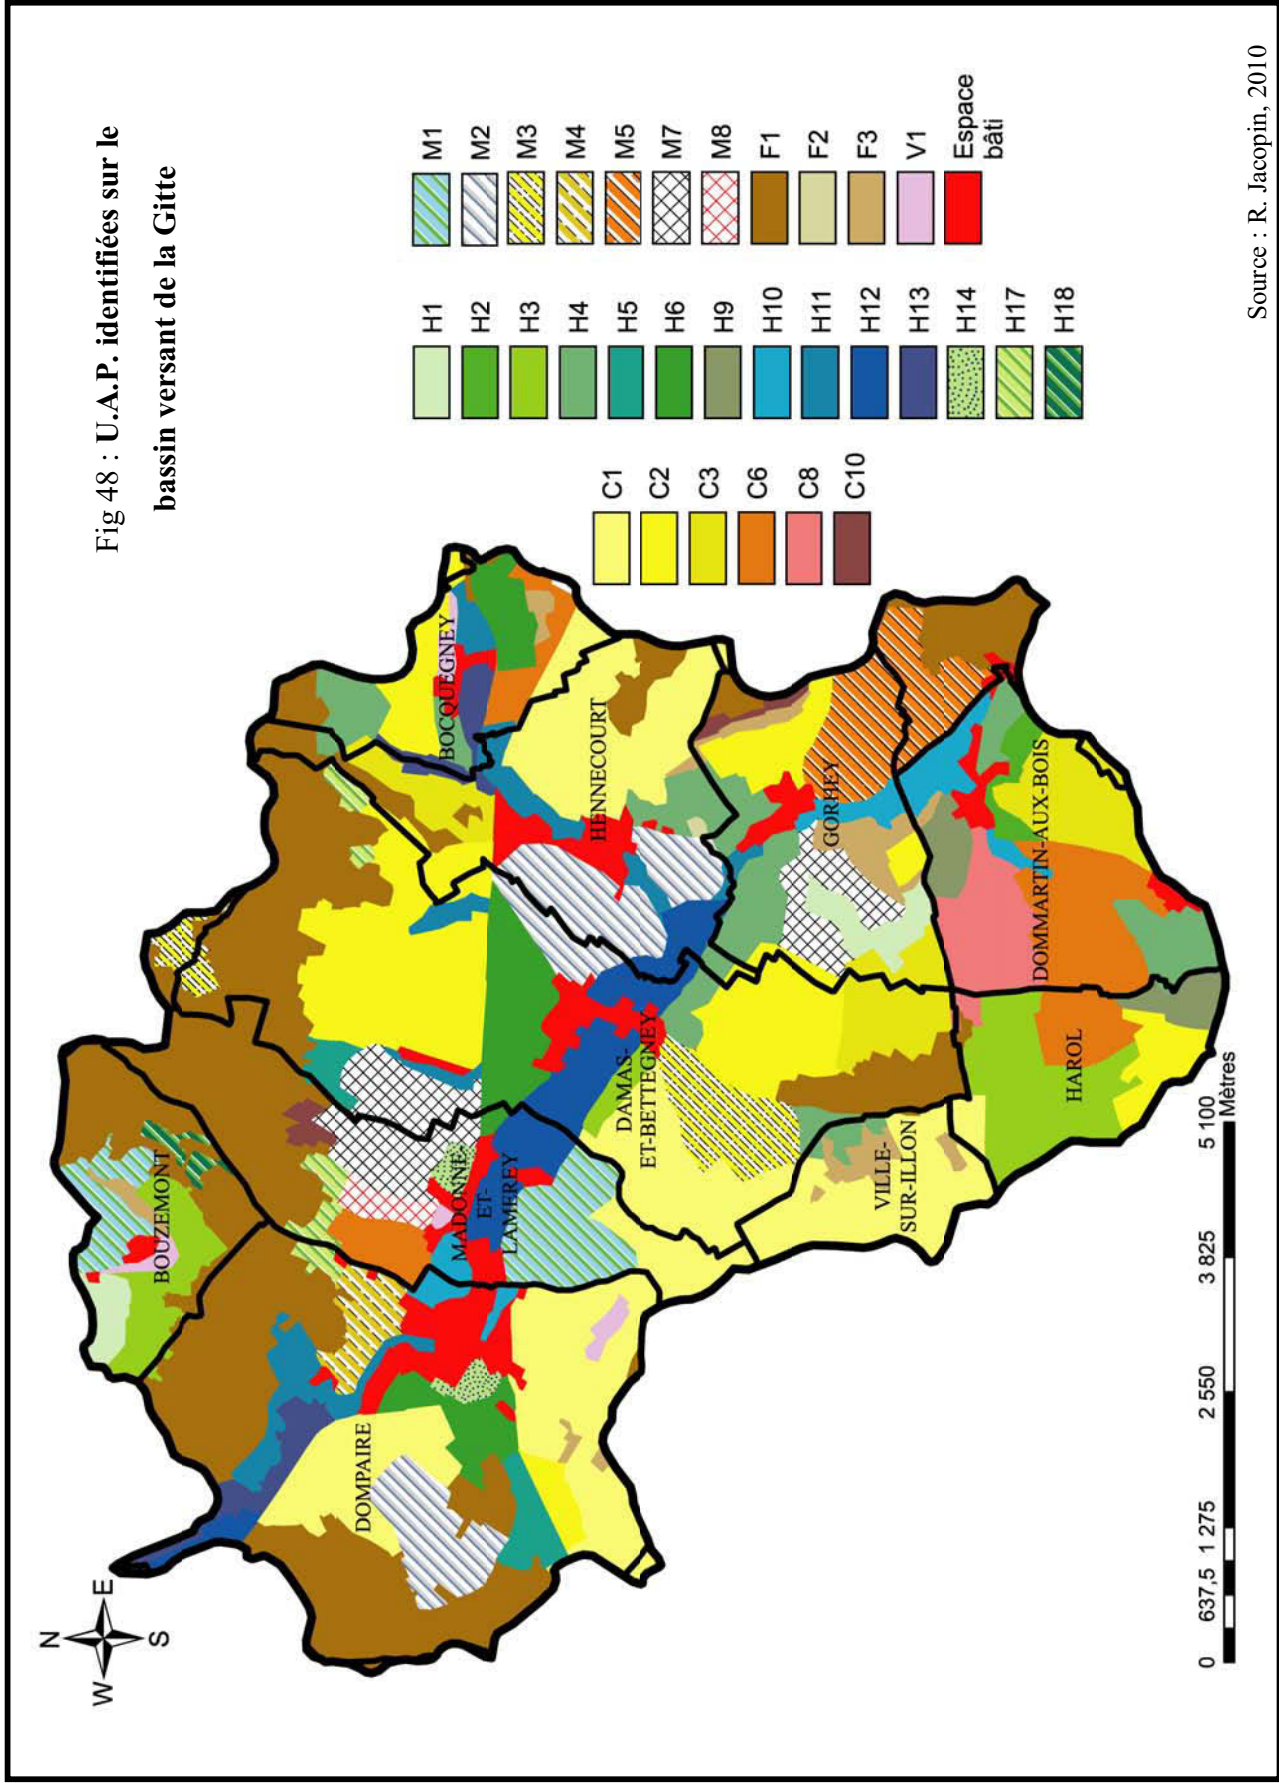 Fig 48 : U.A.P. identifiées sur le
bassin versant de la Gitte
N
W
E
S
BOUZEMONT
DOMPAIRE
MADONNE-
ET-
LAMEREY
BOCQUEGNEY
HENNECOURT
DAMAS-
ET-BETTEGNEY
GORHEY
VILLE-
SUR-ILLON
HAROL
DOMMARTIN-AUX-BOIS
C1
C2
C3
C6
C8
C10
H1
H2
H3
H4
H5
H6
H9
H10
H11
H12
H13
H14
H17
H18
M1
M2
M3
M4
M5
M7
M8
F1
F2
F3
V1
Espace
bâti
0 637,5 1 275 2 550 3 825 5 100
Mètres
Source : R. Jacopin, 2010